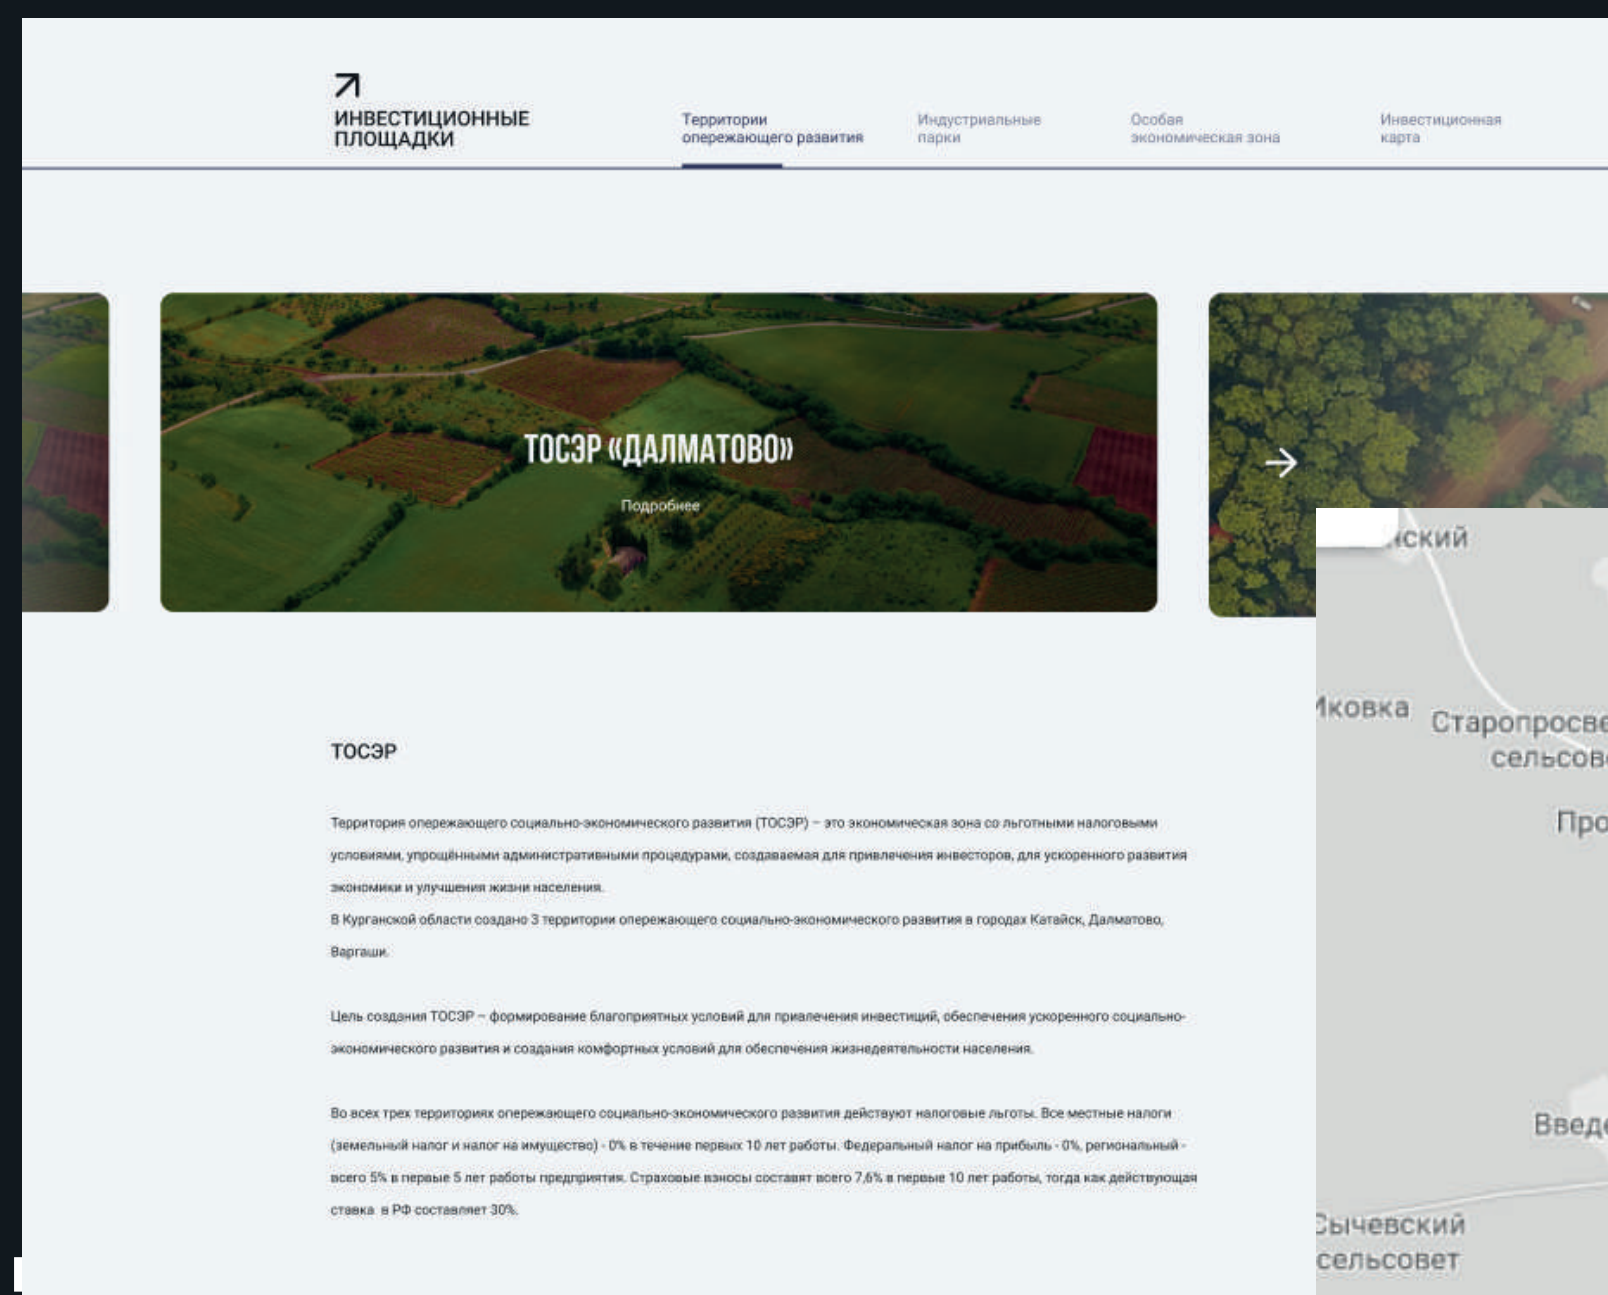 ИНВЕСТИЦИОННЫЕ
ПЛОЩАДКИ
Территории
опережающего развития
Индустриальные
парки
Особая
экономическая зона
Инвестиционная
карта
ТОСЭР «ДАЛМАТОВО»
Подробнее
ТОСЭР
Территория опережающего социально-экономического развития (ТОСЭР) – это экономическая зона со льготными налоговыми
условиями, упрощёнными административными процедурами, создаваемая для привлечения инвесторов, для ускоренного развития
экономики и улучшения жизни населения.
В Курганской области создано 3 территории опережающего социально-экономического развития в городах Катайск, Далматово,
Варгаши.
Цель создания ТОСЭР – формирование благоприятных условий для привлечения инвестиций, обеспечения ускоренного социально-
экономического развития и создания комфортных условий для обеспечения жизнедеятельности населения.
Во всех трех территориях опережающего социально-экономического развития действуют налоговые льготы. Все местные налоги
(земельный налог и налог на имущество) - 0% в течение первых 10 лет работы. Федеральный налог на прибыль - 0%, региональный -
всего 5% в первые 5 лет работы предприятия. Страховые взносы составят всего 7,6% в первые 10 лет работы, тогда как действующая
ставка в РФ составляет 30%.
нский
Иковка
Старопросве
сельсов
Про
Введе
Сычевский
сельсовет